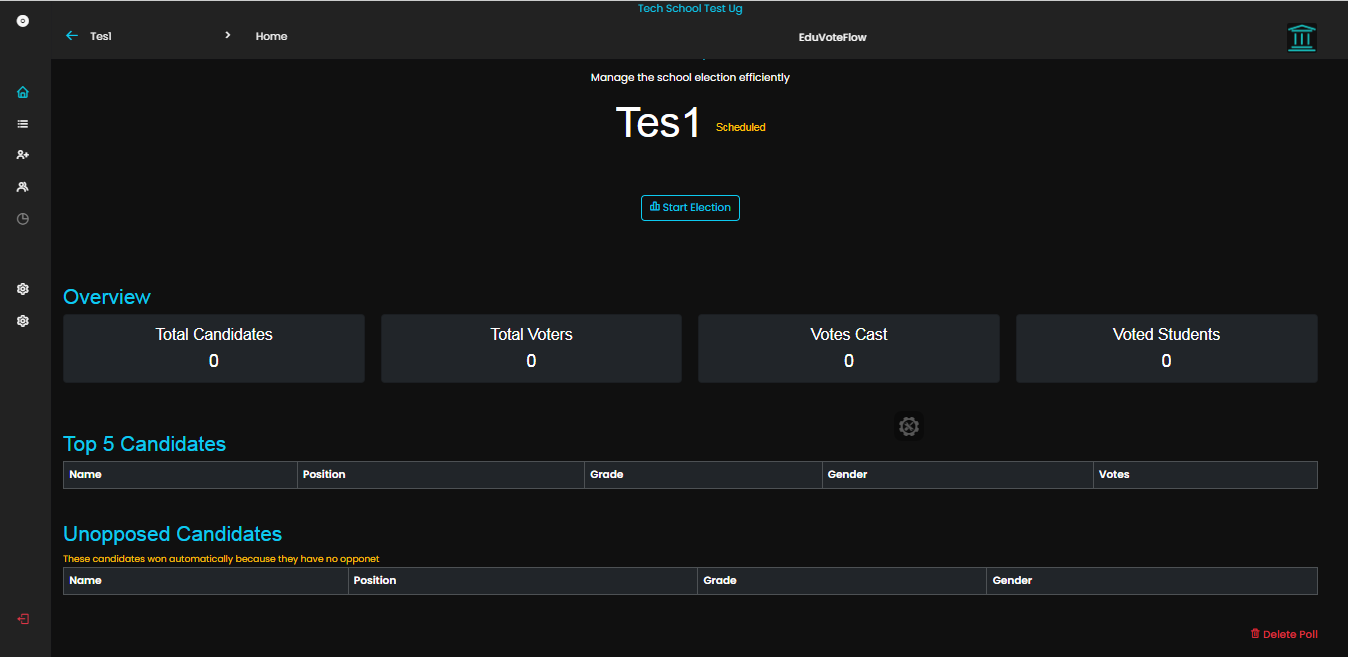 Tech School Test Ug
Tes1 Home EduVoteFlow
Manage the school election efficiently
Tes1 Scheduled
Start Election
Overview
Total Candidates Total Voters Votes Cast Voted Students
0 0 0 0
Top 5 Candidates
Name Position Grade Gender Votes
Unopposed Candidates
These candidates won automatically because they have no opponet
Name Position Grade Gender
Delete Poll